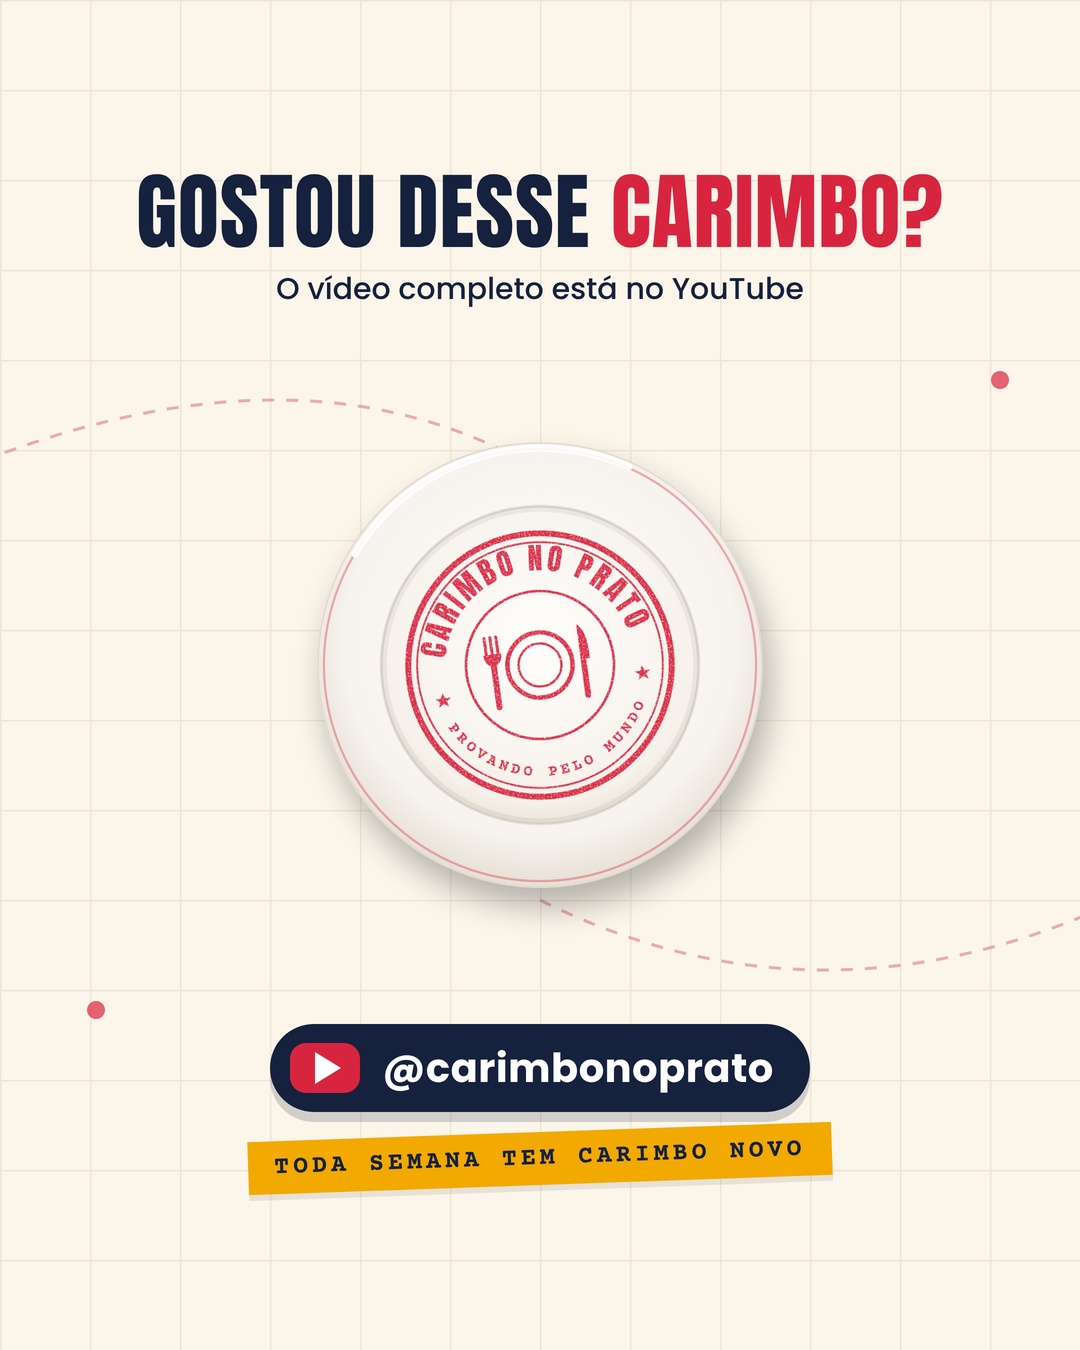 GOSTOU DESSE CARIMBO?
O vídeo completo está no YouTube
CARIMBO NO PRATO
★ PROVANDO PELO MUNDO ★
@carimbonoprato
TODA SEMANA TEM CARIMBO NOVO